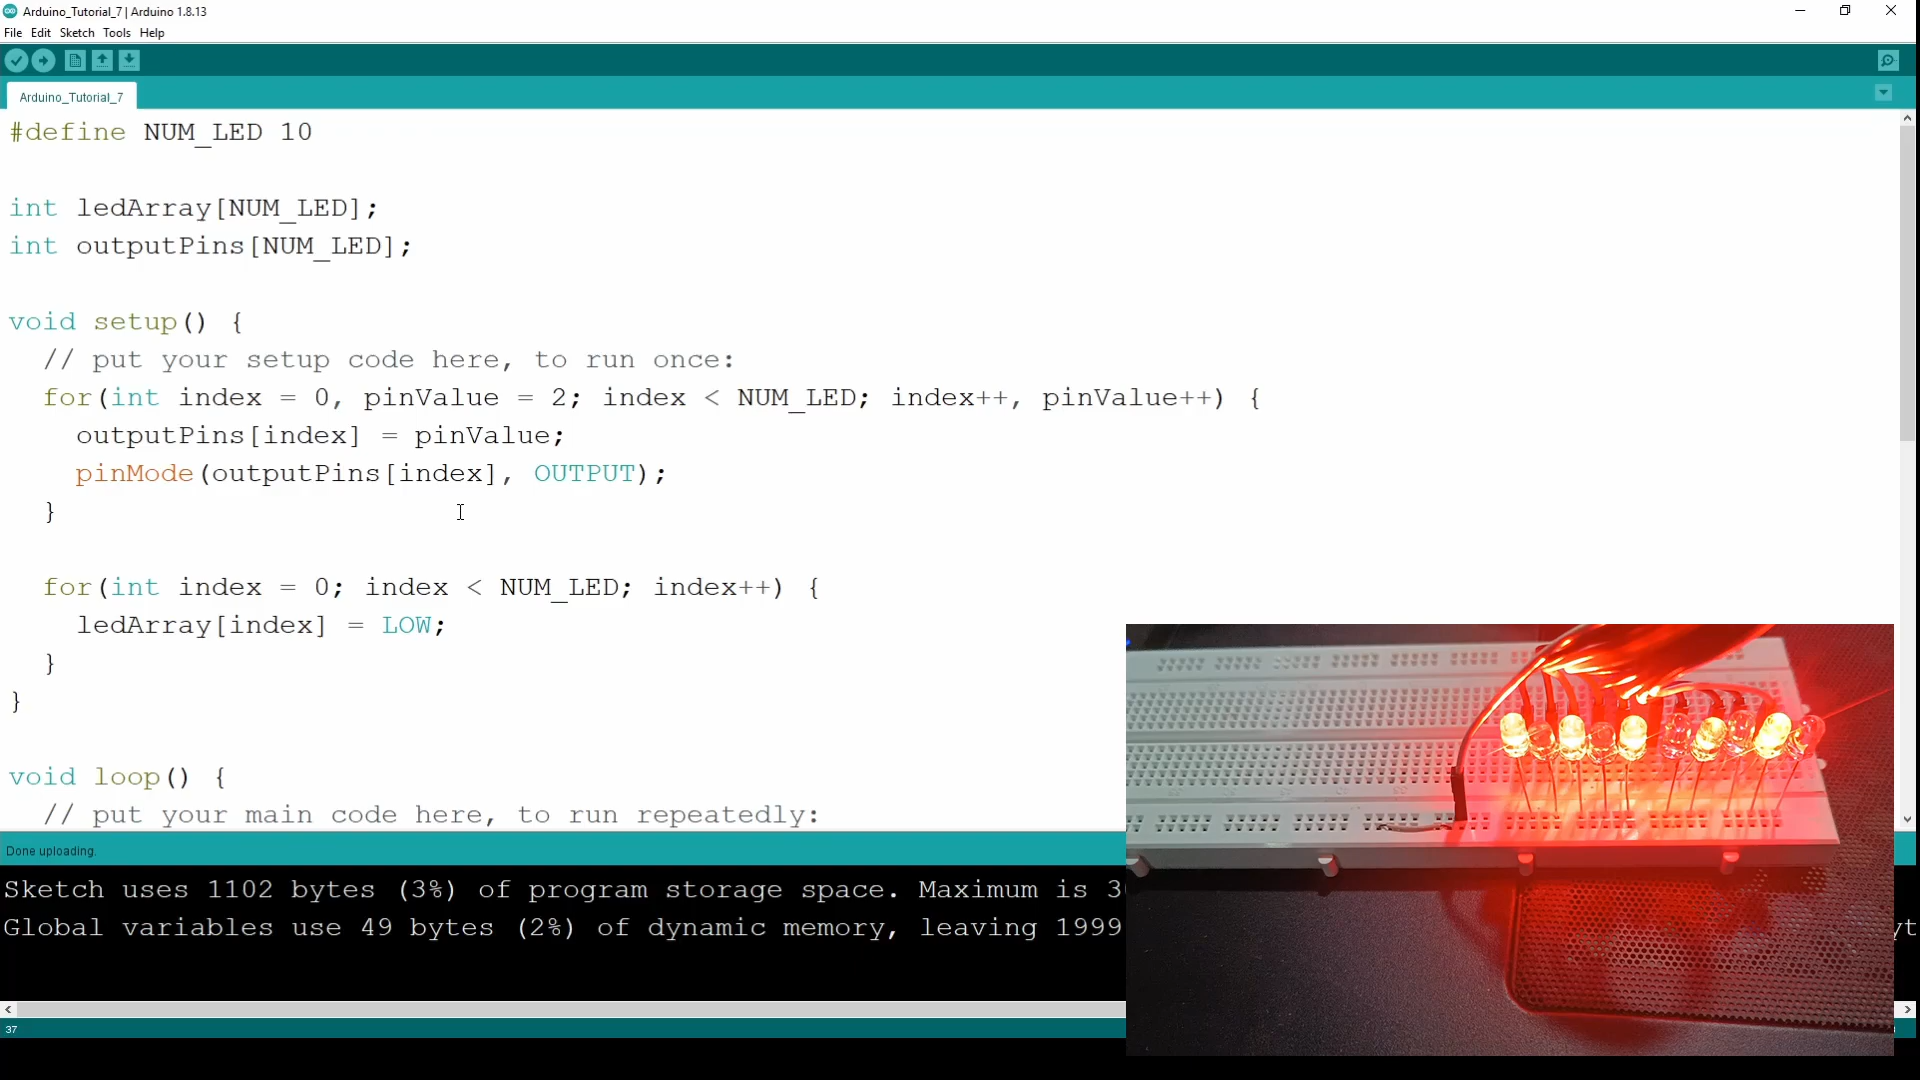 Arduino_Tutorial_7 | Arduino 1.8.13
File Edit Sketch Tools Help
Arduino_Tutorial_7
#define NUM_LED 10
int ledArray[NUM_LED];
int outputPins[NUM_LED];
void setup() {
// put your setup code here, to run once:
for(int index = 0, pinValue = 2; index < NUM_LED; index++, pinValue++) {
outputPins[index] = pinValue;
pinMode(outputPins[index], OUTPUT);
}
for(int index = 0; index < NUM_LED; index++) {
ledArray[index] = LOW;
}
}
void loop() {
// put your main code here, to run repeatedly:
Done uploading.
Sketch uses 1102 bytes (3%) of program storage space. Maximum is 3
Global variables use 49 bytes (2%) of dynamic memory, leaving 1999
37